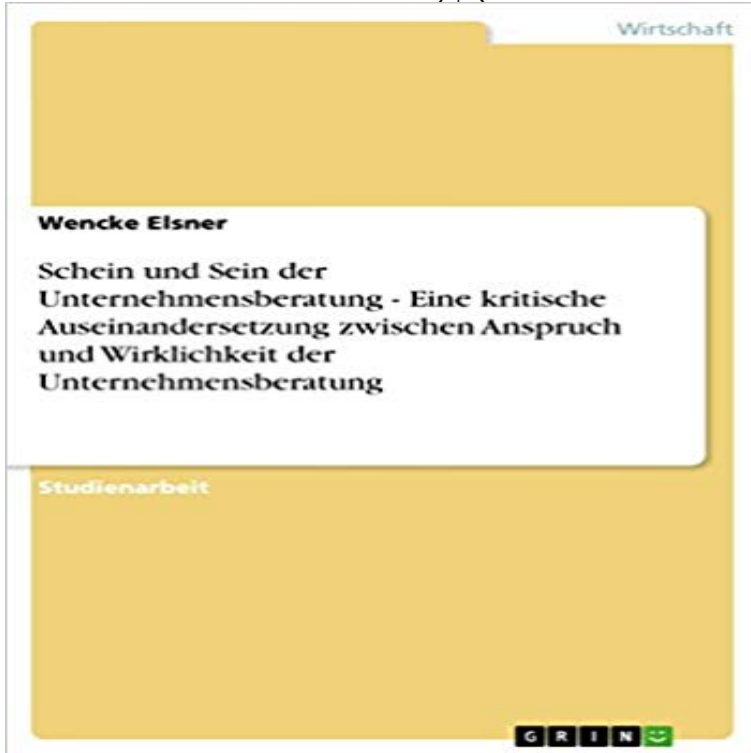 Wirtschaft
Wencke Elsner
Schein und Sein der
Unternehmensberatung - Eine kritische
Auseinandersetzung zwischen Anspruch
und Wirklichkeit der
Unternehmensberatung
Studienarbeit
GRIN